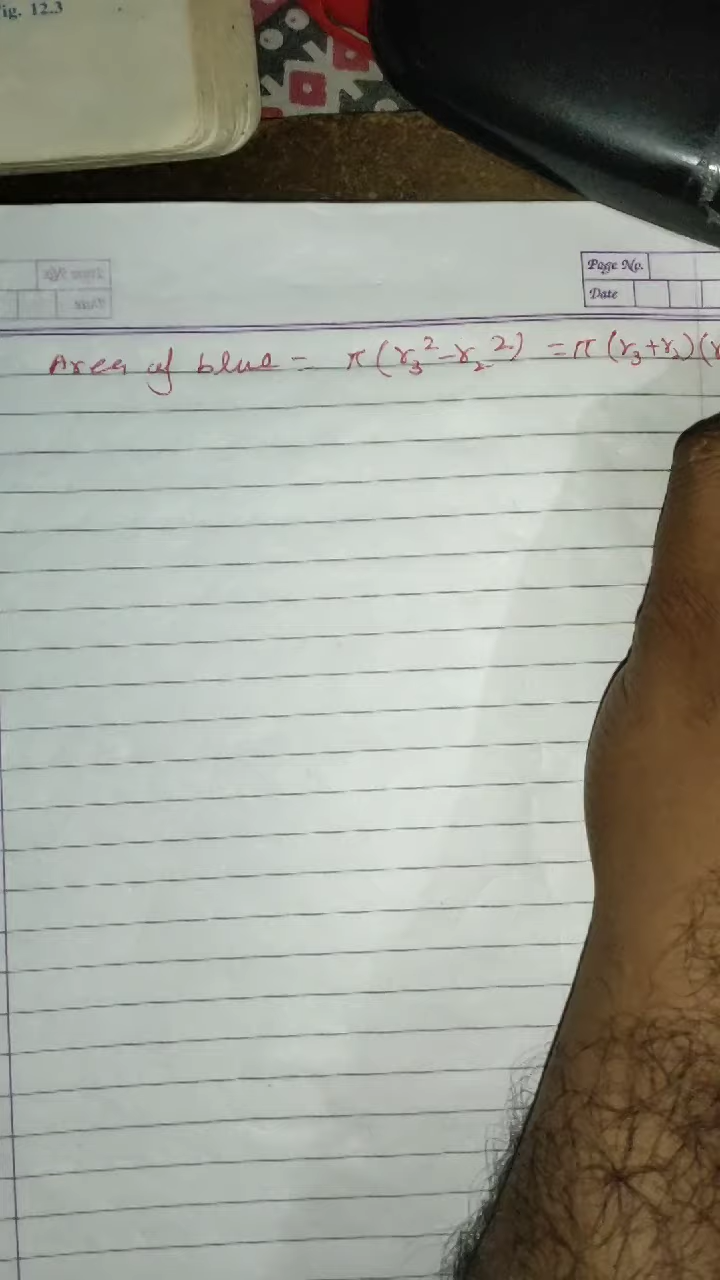 ig. 12.3
Page No.
Date
Area of blue = π(r₃² - r₂²) = π(r₃+r₂)(r